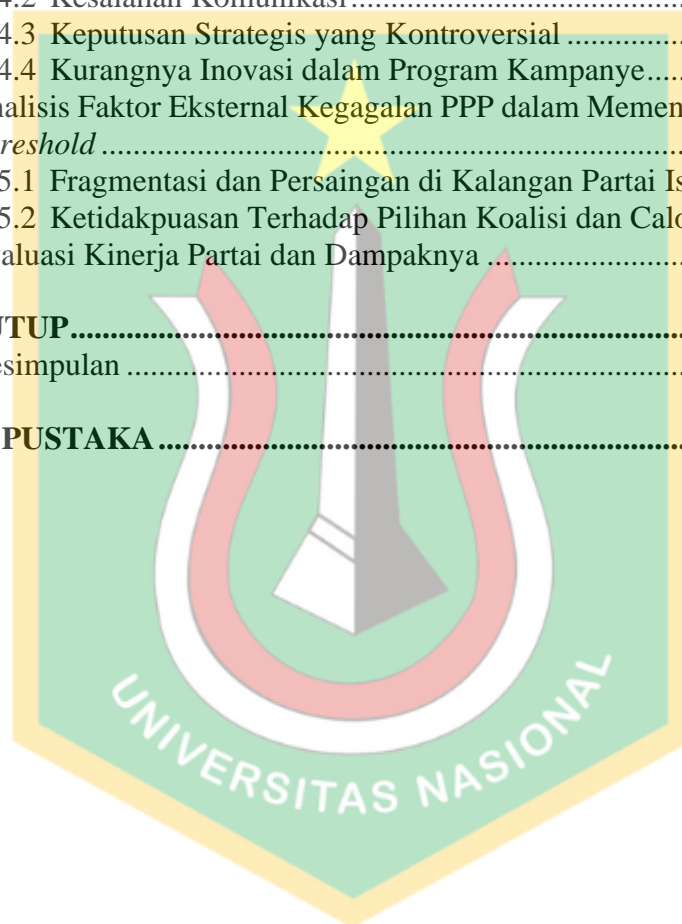 4.2 Kesalahan Komunikasi........................................
4.3 Keputusan Strategis yang Kontroversial ...............
4.4 Kurangnya Inovasi dalam Program Kampanye.....
nalisis Faktor Eksternal Kegagalan PPP dalam Memen
reshold ...................................................................
5.1 Fragmentasi dan Persaingan di Kalangan Partai Is
5.2 Ketidakpuasan Terhadap Pilihan Koalisi dan Calo
valuasi Kinerja Partai dan Dampaknya .......................
UTUP...........................................................................
esimpulan ....................................................................
PUSTAKA................................................................
UNIVERSITAS NASIONAL